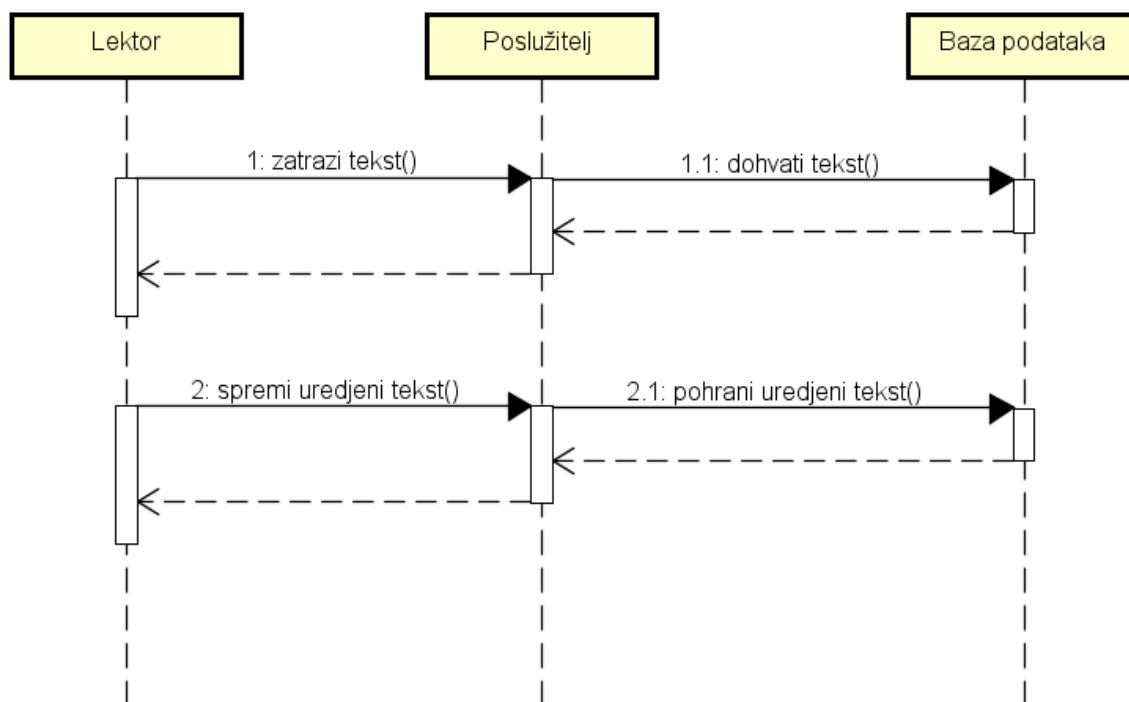 Lektor
Poslužitelj
Baza podataka
1: zatrazi tekst()
1.1: dohvati tekst()
2: spremi uredjeni tekst()
2.1: pohrani uredjeni tekst()